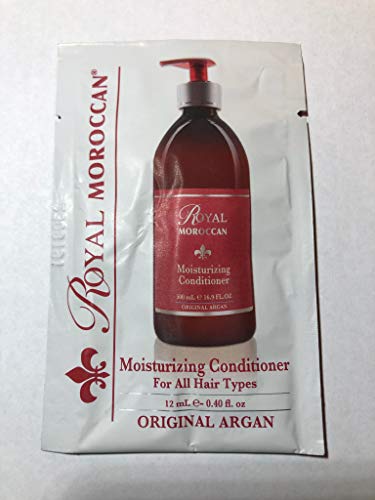 ROYAL MOROCCAN®
ROYAL
MOROCCAN
Moisturizing
Conditioner
500 mL ℮ 16.9 FL.OZ
ORIGINAL ARGAN
Moisturizing Conditioner
For All Hair Types
12 mL ℮- 0.40 fl. oz
ORIGINAL ARGAN